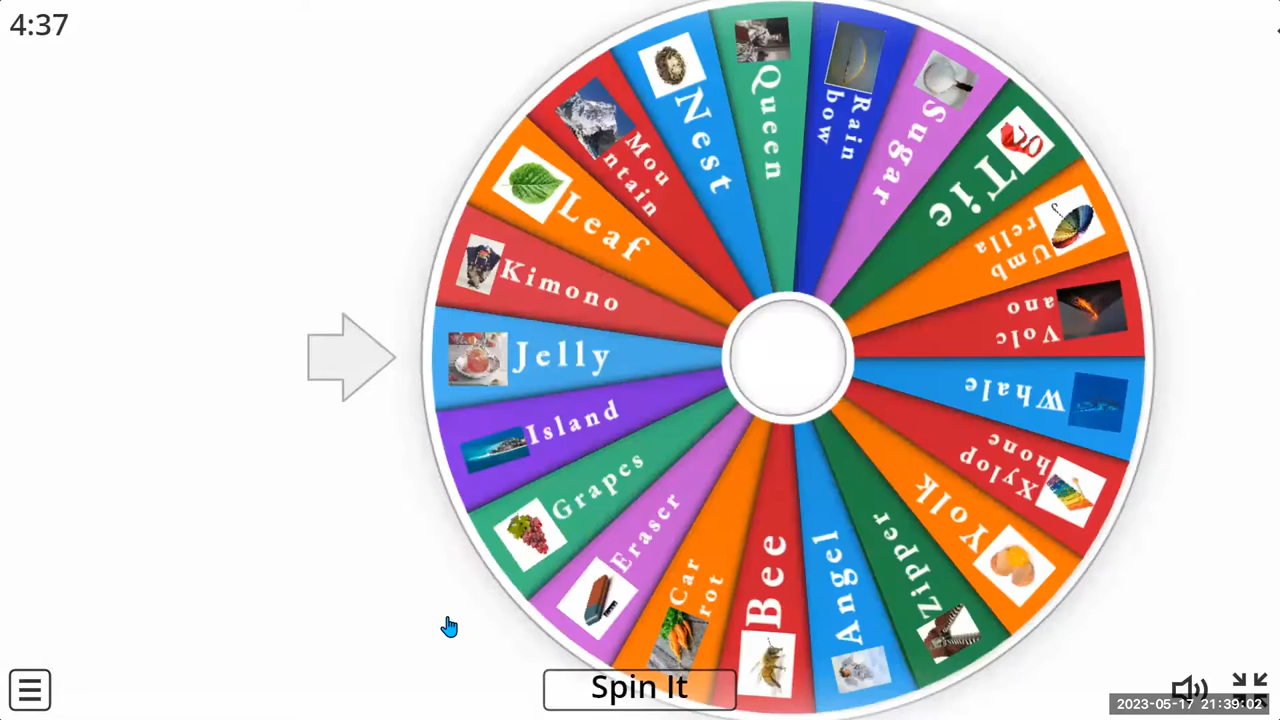 4:37
Queen
Rain
bow
Sugar
Tie
Umb
rella
Volc
ano
Whale
Xylop
hone
Yolk
Zipper
Angel
Bee
Car
rot
Eraser
Grapes
Island
Jelly
Kimono
Leaf
Mou
ntain
Nest
Spin It
2023-05-17 21:39:02